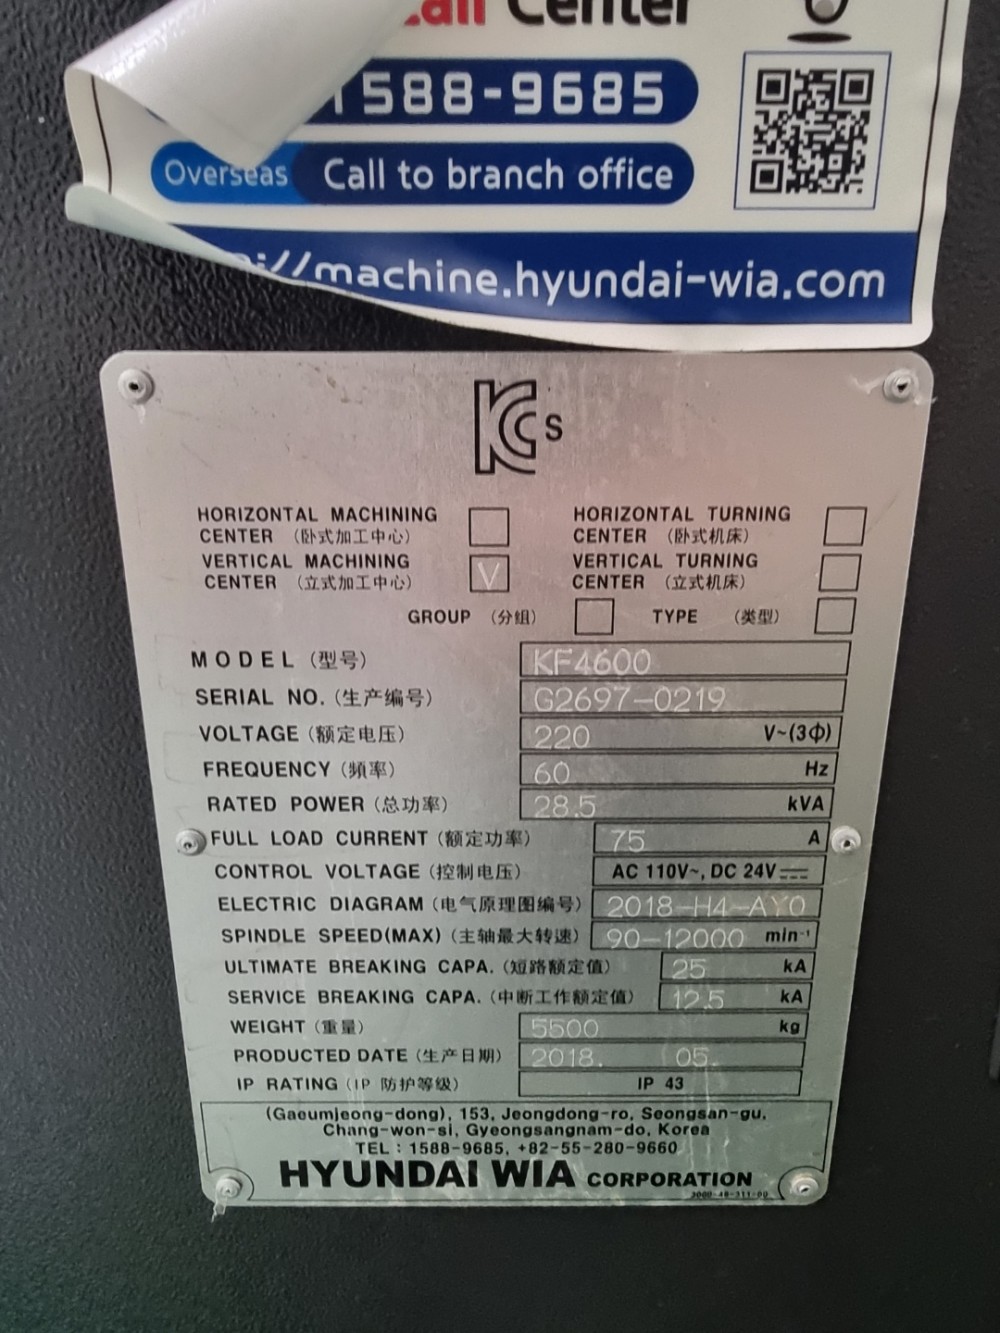 Call Center
1588-9685
Overseas Call to branch office
//machine.hyundai-wia.com
KCs
HORIZONTAL MACHINING CENTER (卧式加工中心)
HORIZONTAL TURNING CENTER (卧式机床)
VERTICAL MACHINING CENTER (立式加工中心) V
VERTICAL TURNING CENTER (立式机床)
GROUP (分组) TYPE (类型)
MODEL (型号) KF4600
SERIAL NO. (生产编号) G2697-0219
VOLTAGE (额定电压) 220 V~(3Φ)
FREQUENCY (頻率) 60 Hz
RATED POWER (总功率) 28.5 kVA
FULL LOAD CURRENT (额定功率) 75 A
CONTROL VOLTAGE (控制电压) AC 110V~, DC 24V⎓
ELECTRIC DIAGRAM (电气原理图编号) 2018-H4-AY0
SPINDLE SPEED(MAX) (主轴最大转速) 90-12000 min⁻¹
ULTIMATE BREAKING CAPA. (短路额定值) 25 kA
SERVICE BREAKING CAPA. (中断工作额定值) 12.5 kA
WEIGHT (重量) 5500 kg
PRODUCTED DATE (生产日期) 2018. 05.
IP RATING (IP 防护等级) IP 43
(Gaeumjeong-dong), 153, Jeongdong-ro, Seongsan-gu,
Chang-won-si, Gyeongsangnam-do, Korea
TEL : 1588-9685, +82-55-280-9660
HYUNDAI WIA CORPORATION